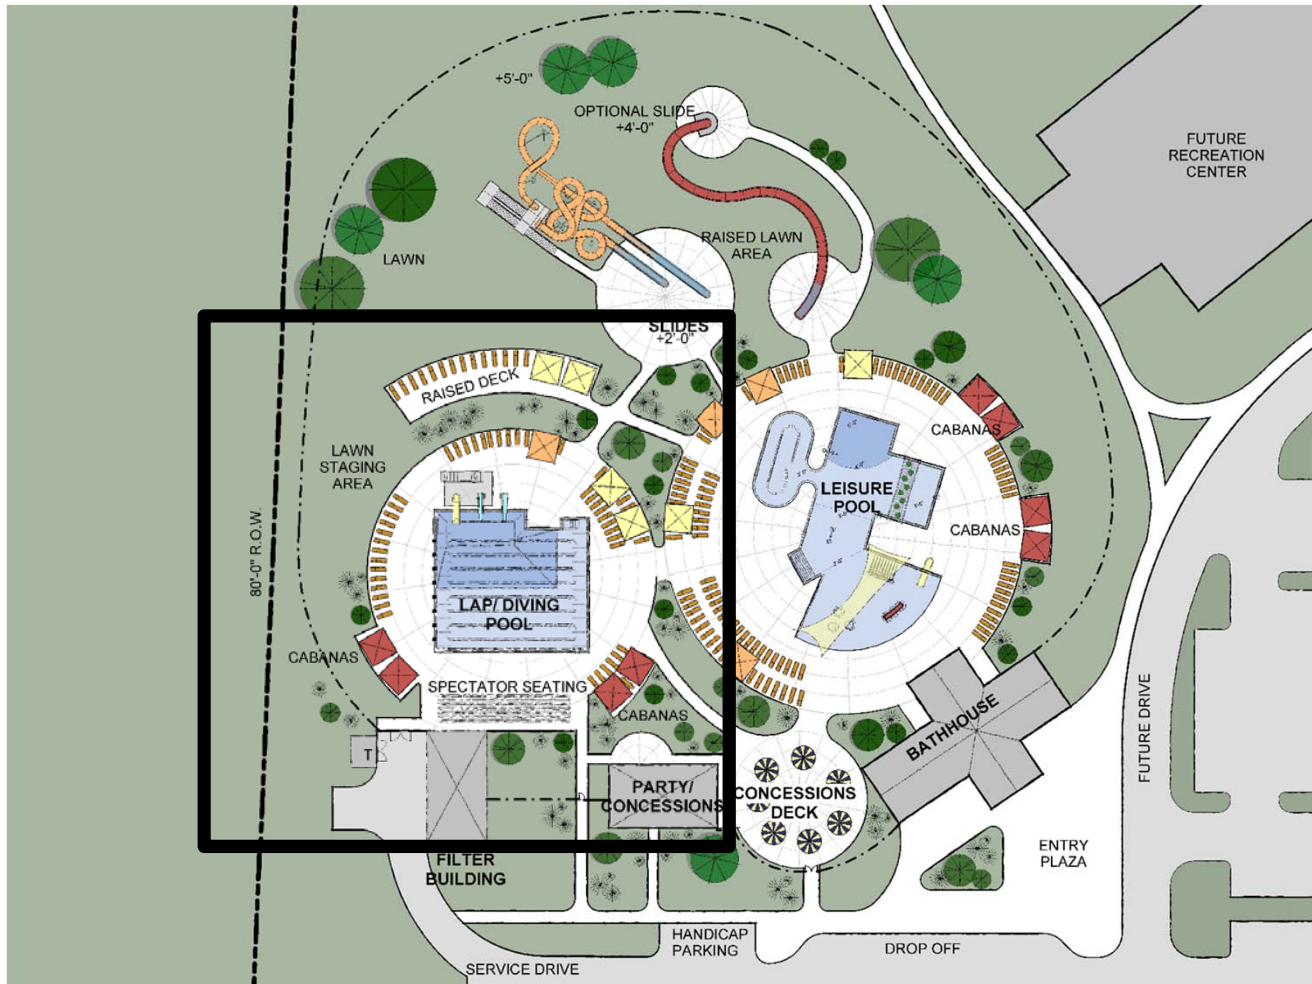 +5'-0"
OPTIONAL SLIDE
+4'-0"
FUTURE
RECREATION
CENTER
RAISED LAWN
AREA
LAWN
SLIDES
+2'-0"
RAISED DECK
CABANAS
LAWN
STAGING
AREA
LEISURE
POOL
CABANAS
80'-0" R.O.W.
LAP/ DIVING
POOL
CABANAS
SPECTATOR SEATING
CABANAS
BATHHOUSE
FUTURE DRIVE
T
PARTY/
CONCESSIONS
CONCESSIONS
DECK
ENTRY
PLAZA
FILTER
BUILDING
HANDICAP
PARKING
DROP OFF
SERVICE DRIVE